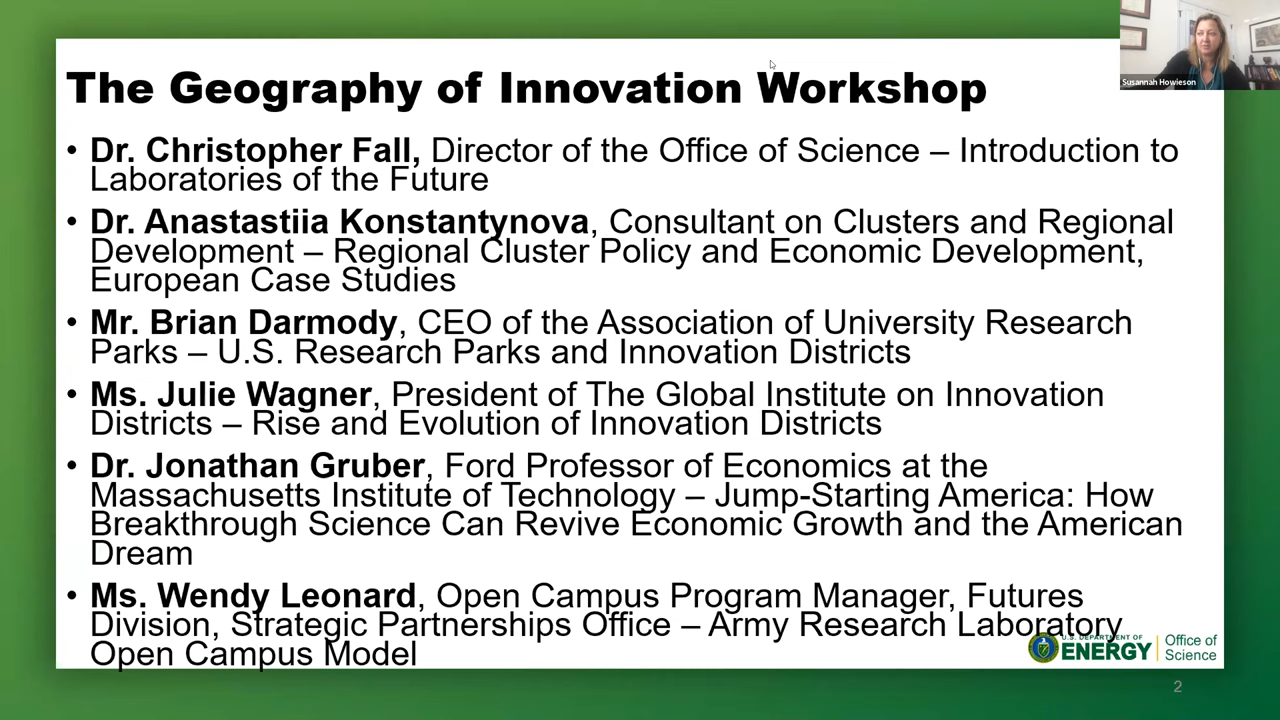 Susannah Howieson
The Geography of Innovation Workshop
• Dr. Christopher Fall, Director of the Office of Science – Introduction to
Laboratories of the Future
• Dr. Anastastiia Konstantynova, Consultant on Clusters and Regional
Development – Regional Cluster Policy and Economic Development,
European Case Studies
• Mr. Brian Darmody, CEO of the Association of University Research
Parks – U.S. Research Parks and Innovation Districts
• Ms. Julie Wagner, President of The Global Institute on Innovation
Districts – Rise and Evolution of Innovation Districts
• Dr. Jonathan Gruber, Ford Professor of Economics at the
Massachusetts Institute of Technology – Jump-Starting America: How
Breakthrough Science Can Revive Economic Growth and the American
Dream
• Ms. Wendy Leonard, Open Campus Program Manager, Futures
Division, Strategic Partnerships Office – Army Research Laboratory
Open Campus Model
U.S. DEPARTMENT OF
ENERGY
Office of
Science
2